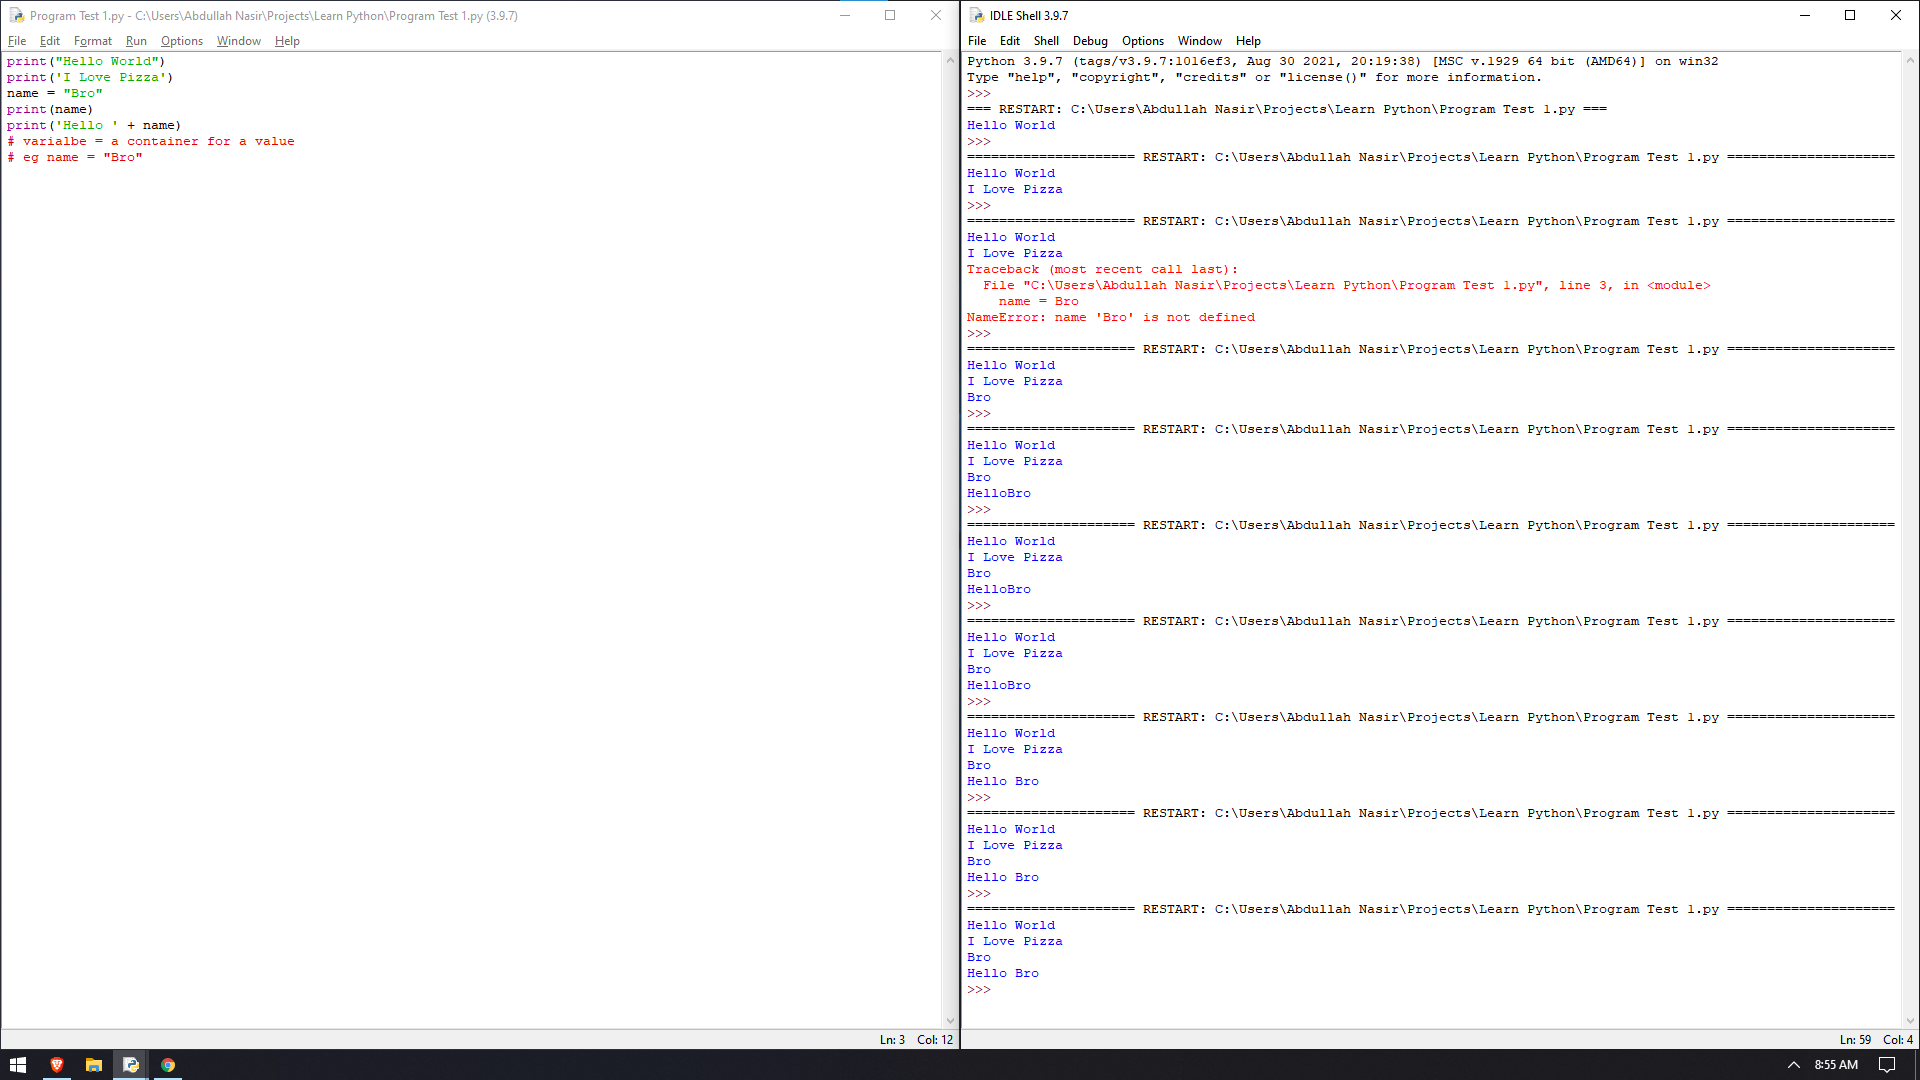 Program Test 1.py - C:\Users\Abdullah Nasir\Projects\Learn Python\Program Test 1.py (3.9.7)
File Edit Format Run Options Window Help
print("Hello World")
print('I Love Pizza')
name = "Bro"
print(name)
print('Hello ' + name)
# varialbe = a container for a value
# eg name = "Bro"
Ln: 3 Col: 12
IDLE Shell 3.9.7
File Edit Shell Debug Options Window Help
Python 3.9.7 (tags/v3.9.7:1016ef3, Aug 30 2021, 20:19:38) [MSC v.1929 64 bit (AMD64)] on win32
Type "help", "copyright", "credits" or "license()" for more information.
>>>
=== RESTART: C:\Users\Abdullah Nasir\Projects\Learn Python\Program Test 1.py ===
Hello World
>>>
===================== RESTART: C:\Users\Abdullah Nasir\Projects\Learn Python\Program Test 1.py =====================
Hello World
I Love Pizza
>>>
===================== RESTART: C:\Users\Abdullah Nasir\Projects\Learn Python\Program Test 1.py =====================
Hello World
I Love Pizza
Traceback (most recent call last):
  File "C:\Users\Abdullah Nasir\Projects\Learn Python\Program Test 1.py", line 3, in <module>
    name = Bro
NameError: name 'Bro' is not defined
>>>
===================== RESTART: C:\Users\Abdullah Nasir\Projects\Learn Python\Program Test 1.py =====================
Hello World
I Love Pizza
Bro
>>>
===================== RESTART: C:\Users\Abdullah Nasir\Projects\Learn Python\Program Test 1.py =====================
Hello World
I Love Pizza
Bro
HelloBro
>>>
===================== RESTART: C:\Users\Abdullah Nasir\Projects\Learn Python\Program Test 1.py =====================
Hello World
I Love Pizza
Bro
HelloBro
>>>
===================== RESTART: C:\Users\Abdullah Nasir\Projects\Learn Python\Program Test 1.py =====================
Hello World
I Love Pizza
Bro
HelloBro
>>>
===================== RESTART: C:\Users\Abdullah Nasir\Projects\Learn Python\Program Test 1.py =====================
Hello World
I Love Pizza
Bro
Hello Bro
>>>
===================== RESTART: C:\Users\Abdullah Nasir\Projects\Learn Python\Program Test 1.py =====================
Hello World
I Love Pizza
Bro
Hello Bro
>>>
===================== RESTART: C:\Users\Abdullah Nasir\Projects\Learn Python\Program Test 1.py =====================
Hello World
I Love Pizza
Bro
Hello Bro
>>>
Ln: 59 Col: 4
8:55 AM